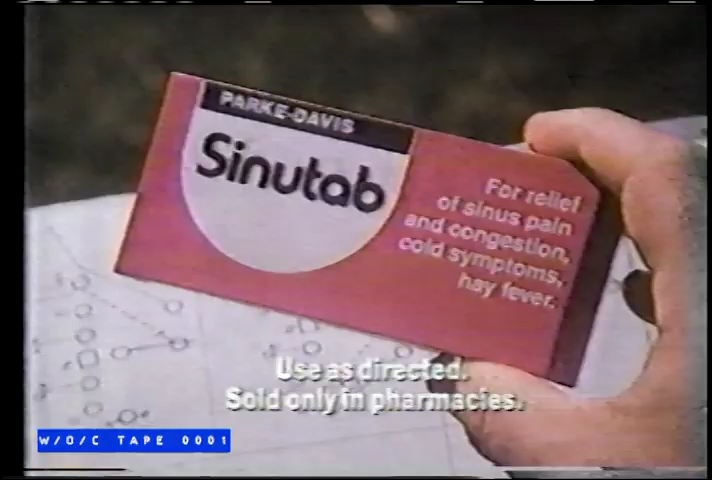 PARKE-DAVIS
Sinutab
For relief
of sinus pain
and congestion,
cold symptoms,
hay fever.
Use as directed.
Sold only in pharmacies.
W/O/C TAPE 0001